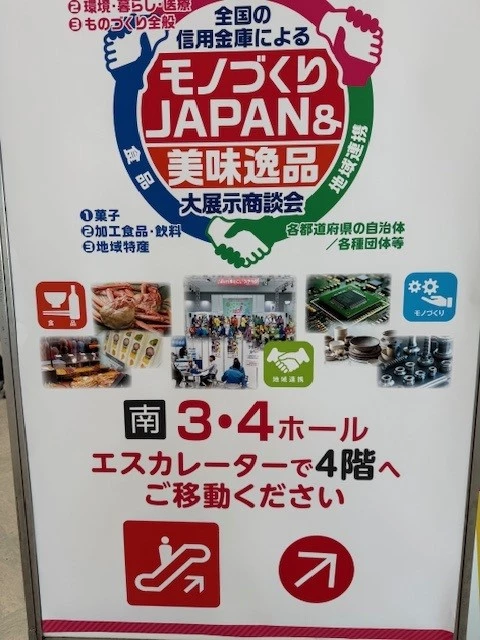 ②環境・暮らし・医療
③ものづくり全般
全国の
信用金庫による
モノづくり
JAPAN&
美味逸品
大展示商談会
食品
地域連携
①菓子
②加工食品・飲料
③地域特産
各都道府県の自治体
／各種団体等
食品
モノづくり
地域連携
南 3・4ホール
エスカレーターで4階へ
ご移動ください